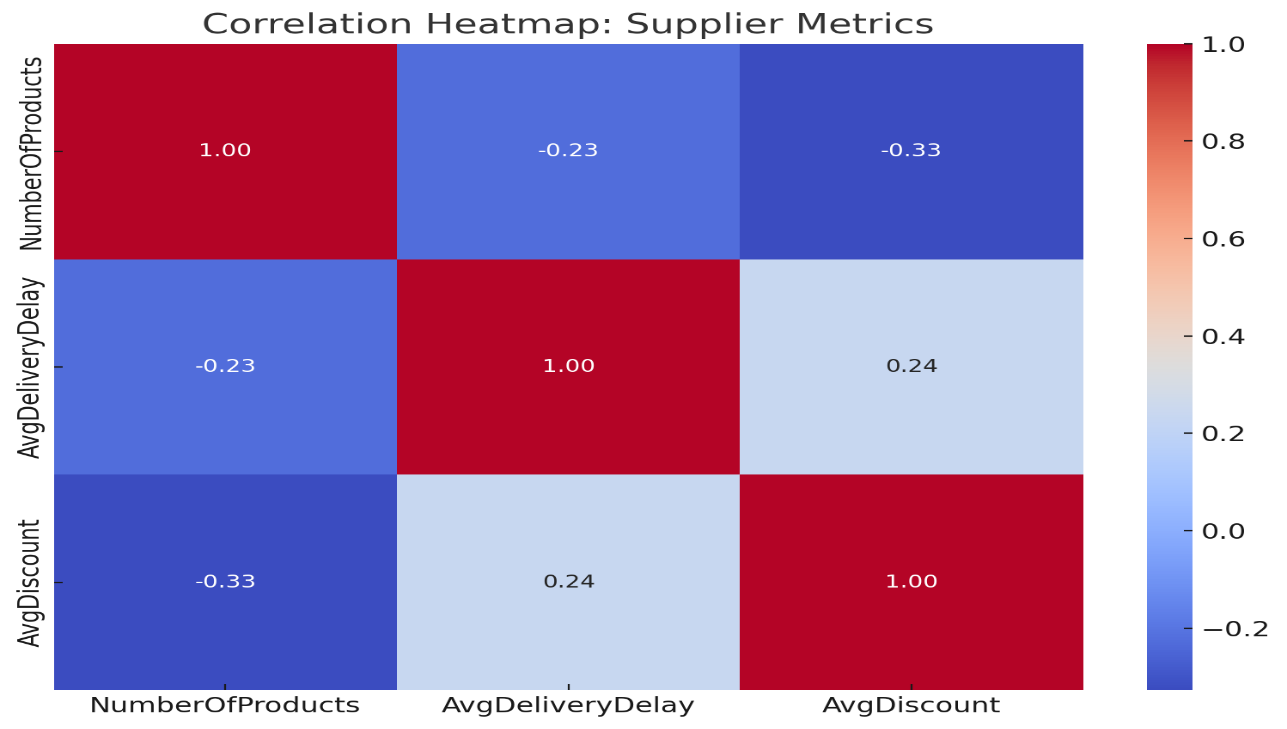 Correlation Heatmap: Supplier Metrics
NumberOfProducts
1.00
-0.23
-0.33
AvgDeliveryDelay
-0.23
1.00
0.24
AvgDiscount
-0.33
0.24
1.00
NumberOfProducts
AvgDeliveryDelay
AvgDiscount
1.0
0.8
0.6
0.4
0.2
0.0
−0.2